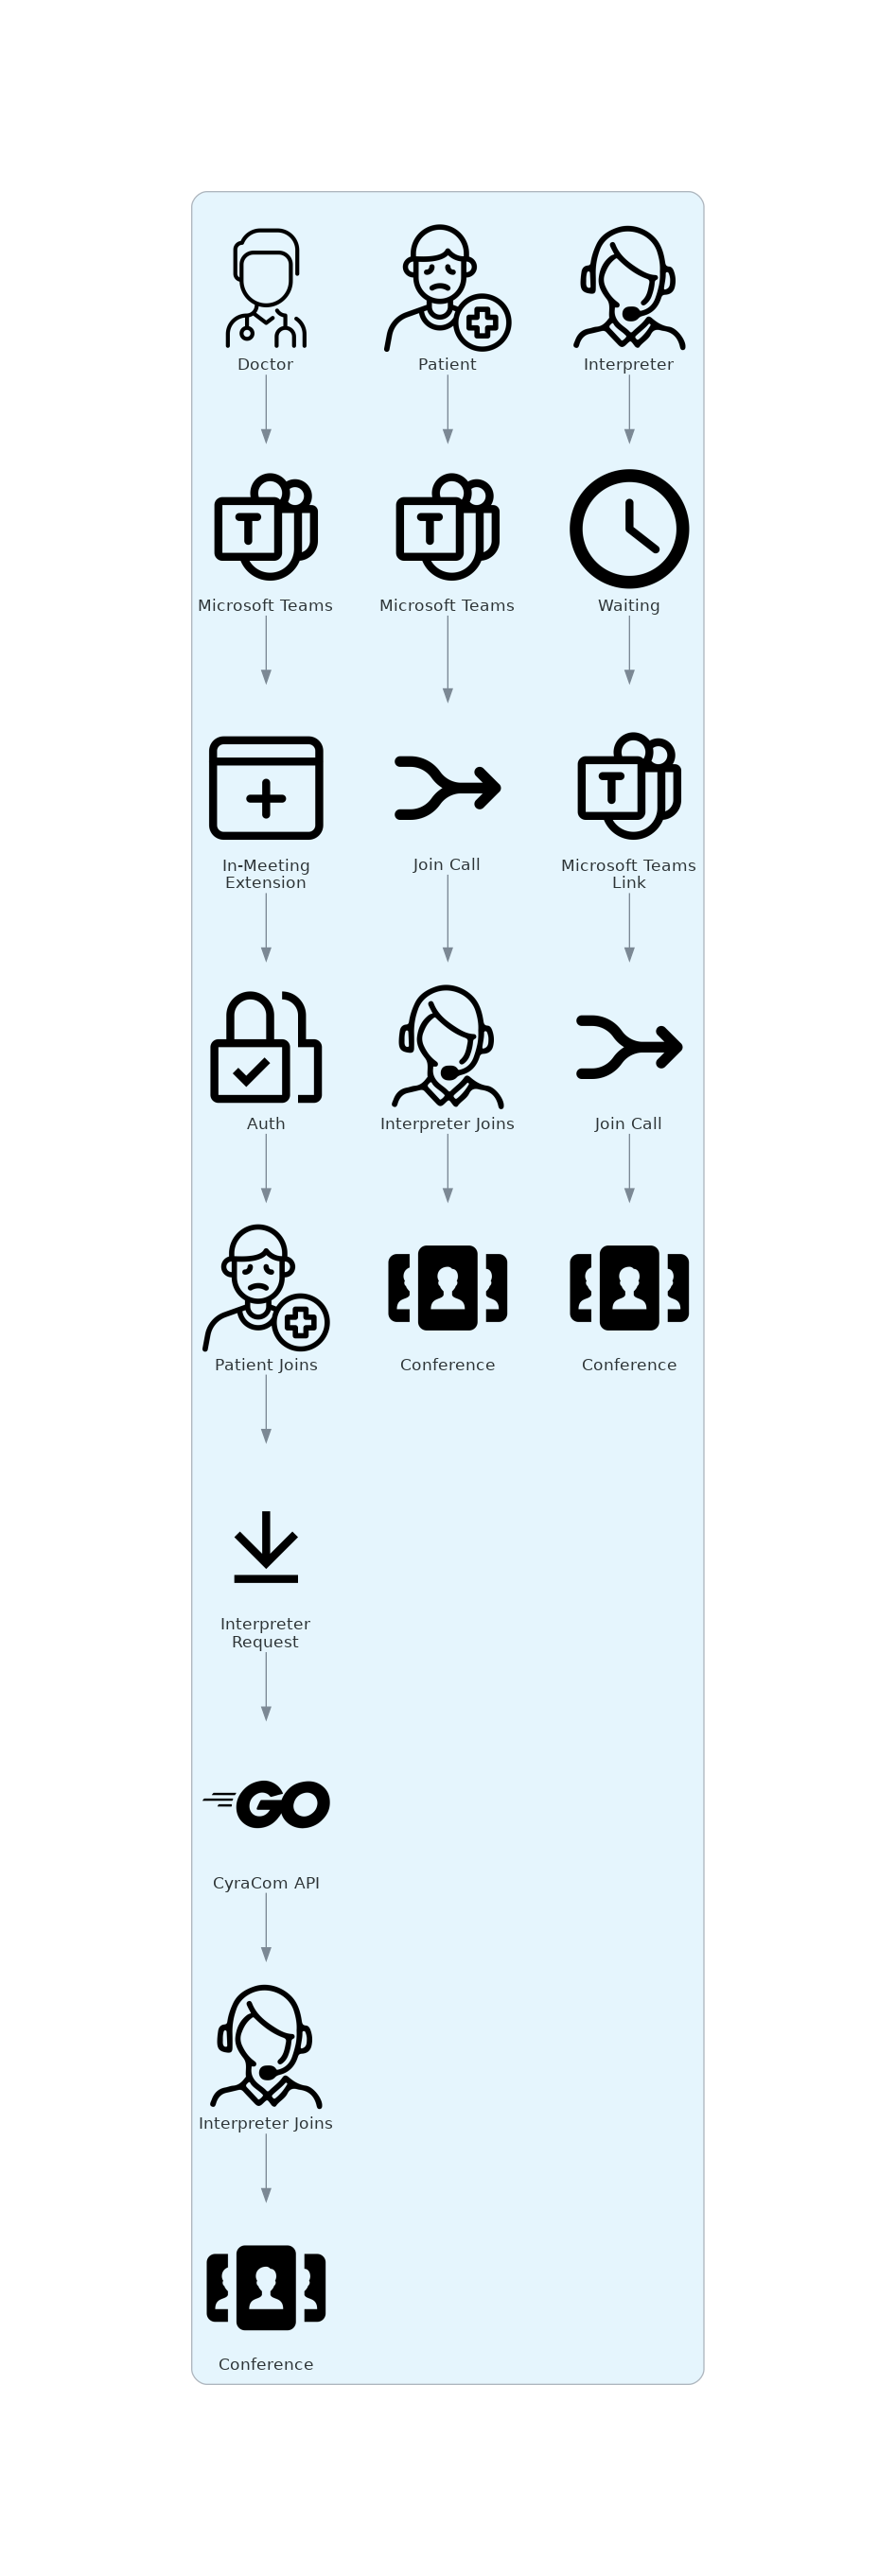 Doctor
Patient
Interpreter
T
T
Microsoft Teams
Microsoft Teams
Waiting
T
In-Meeting
Extension
Join Call
Microsoft Teams
Link
Auth
Interpreter Joins
Join Call
Patient Joins
Conference
Conference
Interpreter
Request
GO
CyraCom API
Interpreter Joins
Conference